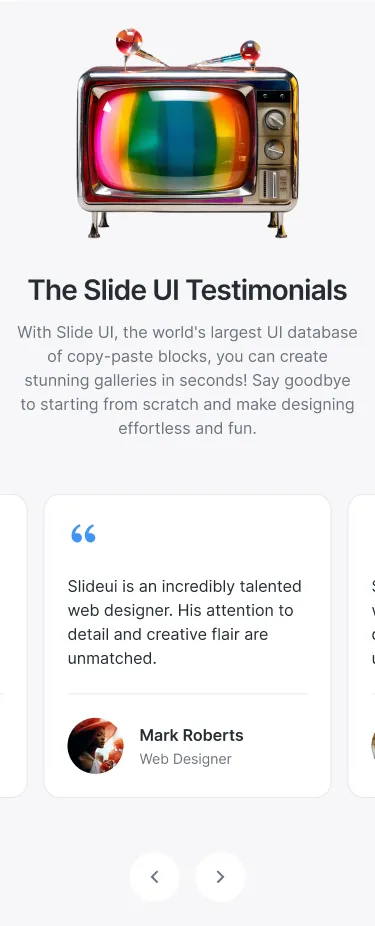 The Slide UI Testimonials
With Slide UI, the world's largest UI database
of copy-paste blocks, you can create
stunning galleries in seconds! Say goodbye
to starting from scratch and make designing
effortless and fun.
“
Slideui is an incredibly talented
web designer. His attention to
detail and creative flair are
unmatched.
Mark Roberts
Web Designer